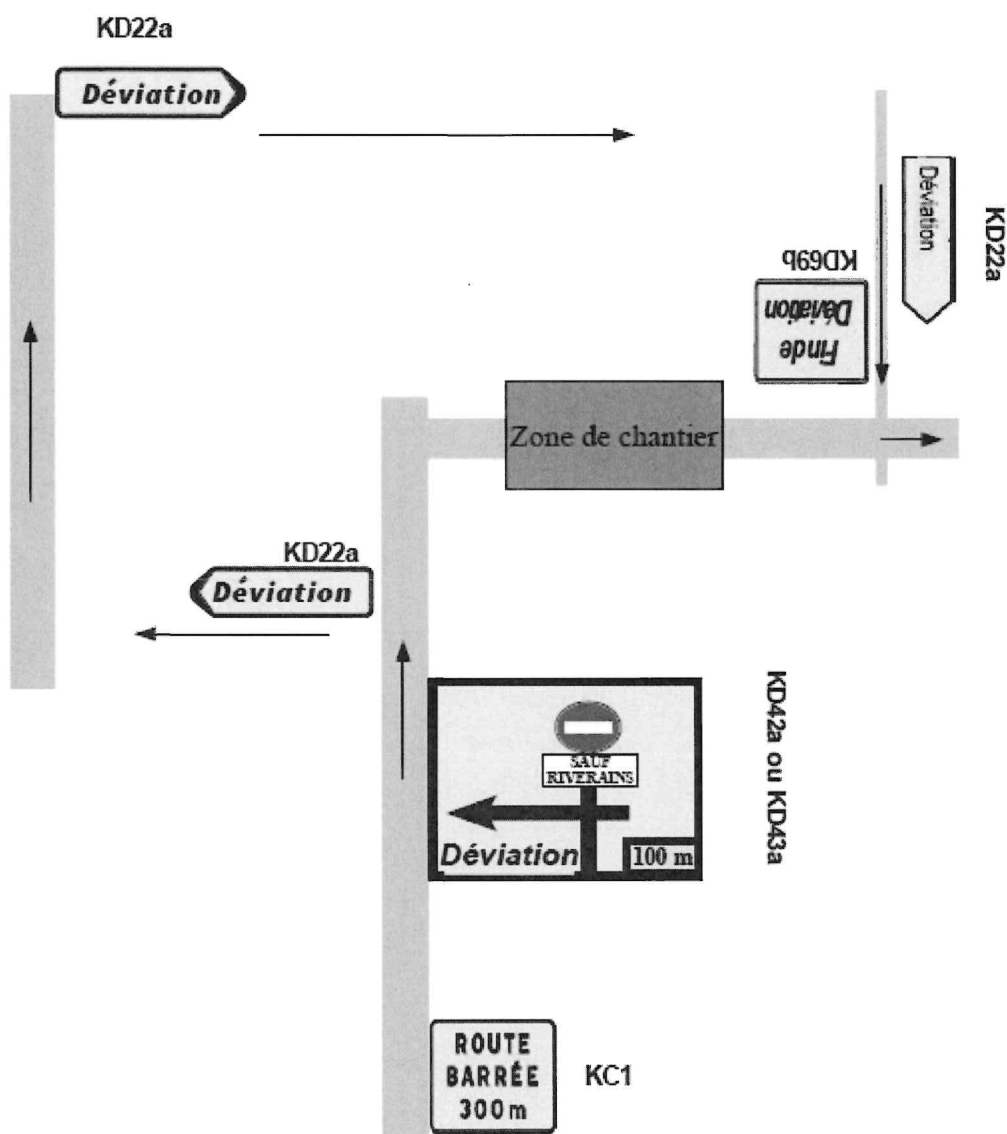 KD22a
Déviation
Déviation
KD22a
KD69b
Fin de
Déviation
Zone de chantier
KD22a
Déviation
SAUF
RIVERAINS
Déviation
100 m
KD42a ou KD43a
ROUTE
BARRÉE
300m
KC1